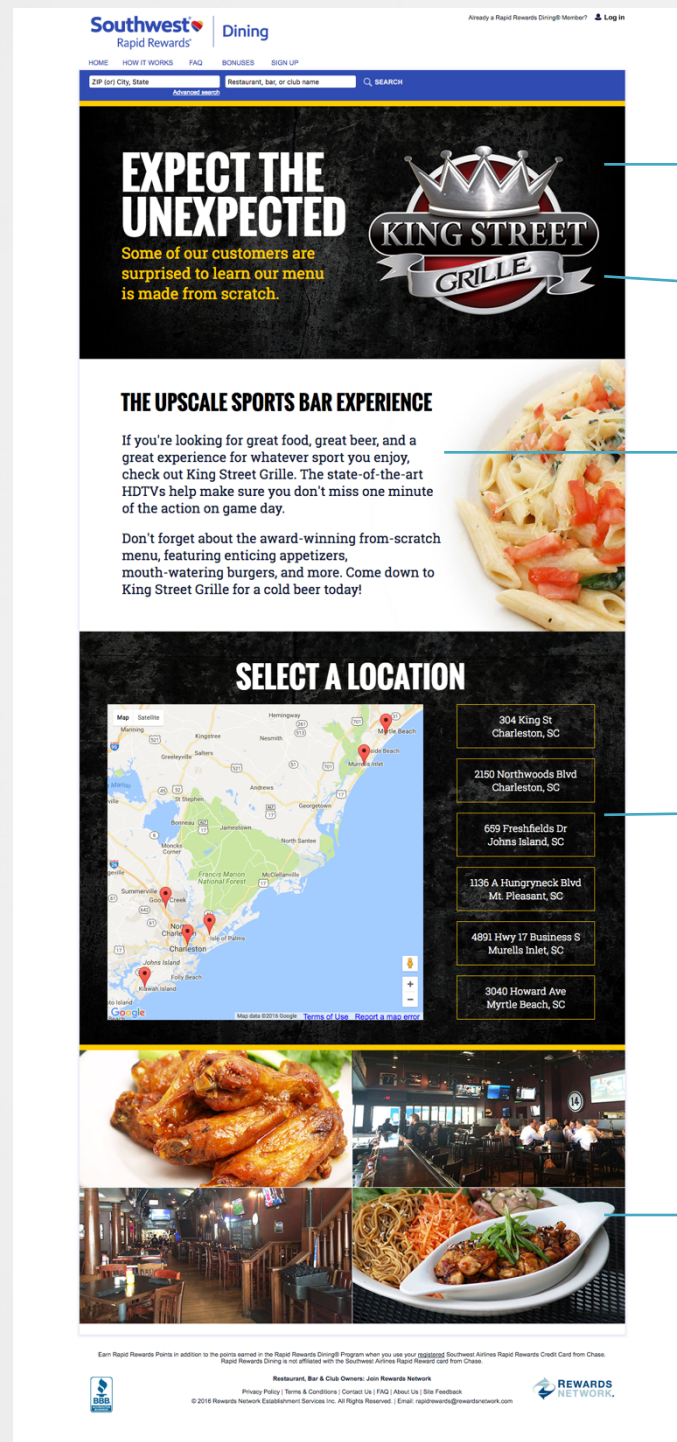 Southwest
Rapid Rewards®
Dining
Already a Rapid Rewards Dining® Member?
Log in
HOME
HOW IT WORKS
FAQ
BONUSES
SIGN UP
ZIP (or) City, State
Restaurant, bar, or club name
SEARCH
Advanced search
EXPECT THE
UNEXPECTED
Some of our customers are
surprised to learn our menu
is made from scratch.
KING STREET
GRILLE
THE UPSCALE SPORTS BAR EXPERIENCE
If you're looking for great food, great beer, and a
great experience for whatever sport you enjoy,
check out King Street Grille. The state-of-the-art
HDTVs help make sure you don't miss one minute
of the action on game day.
Don't forget about the award-winning from-scratch
menu, featuring enticing appetizers,
mouth-watering burgers, and more. Come down to
King Street Grille for a cold beer today!
SELECT A LOCATION
Map
Satellite
Manning
Hemingway
Kingstree
Nesmith
Myrtle Beach
Greeleyville
Salters
Murrells Inlet
Andrews
St Stephen
Georgetown
Bonneau
Jamestown
North Santee
Moncks
Corner
Francis Marion
National Forest
McClellanville
Summerville
Isle of Palms
Charleston
Johns Island
Folly Beach
Kiawah Island
Google
Map data ©2016 Google
Terms of Use
Report a map error
304 King St
Charleston, SC
2150 Northwoods Blvd
Charleston, SC
659 Freshfields Dr
Johns Island, SC
1136 A Hungryneck Blvd
Mt. Pleasant, SC
4891 Hwy 17 Business S
Murells Inlet, SC
3040 Howard Ave
Myrtle Beach, SC
14
Earn Rapid Rewards Points in addition to the points earned in the Rapid Rewards Dining® Program when you use your registered Southwest Airlines Rapid Rewards Credit Card from Chase.
Rapid Rewards Dining is not affiliated with the Southwest Airlines Rapid Reward card from Chase.
Restaurant, Bar & Club Owners: Join Rewards Network
Privacy Policy | Terms & Conditions | Contact Us | FAQ | About Us | Site Feedback
© 2016 Rewards Network Establishment Services Inc. All Rights Reserved. | Email: rapidrewards@rewardsnetwork.com
BBB
REWARDS
NETWORK.